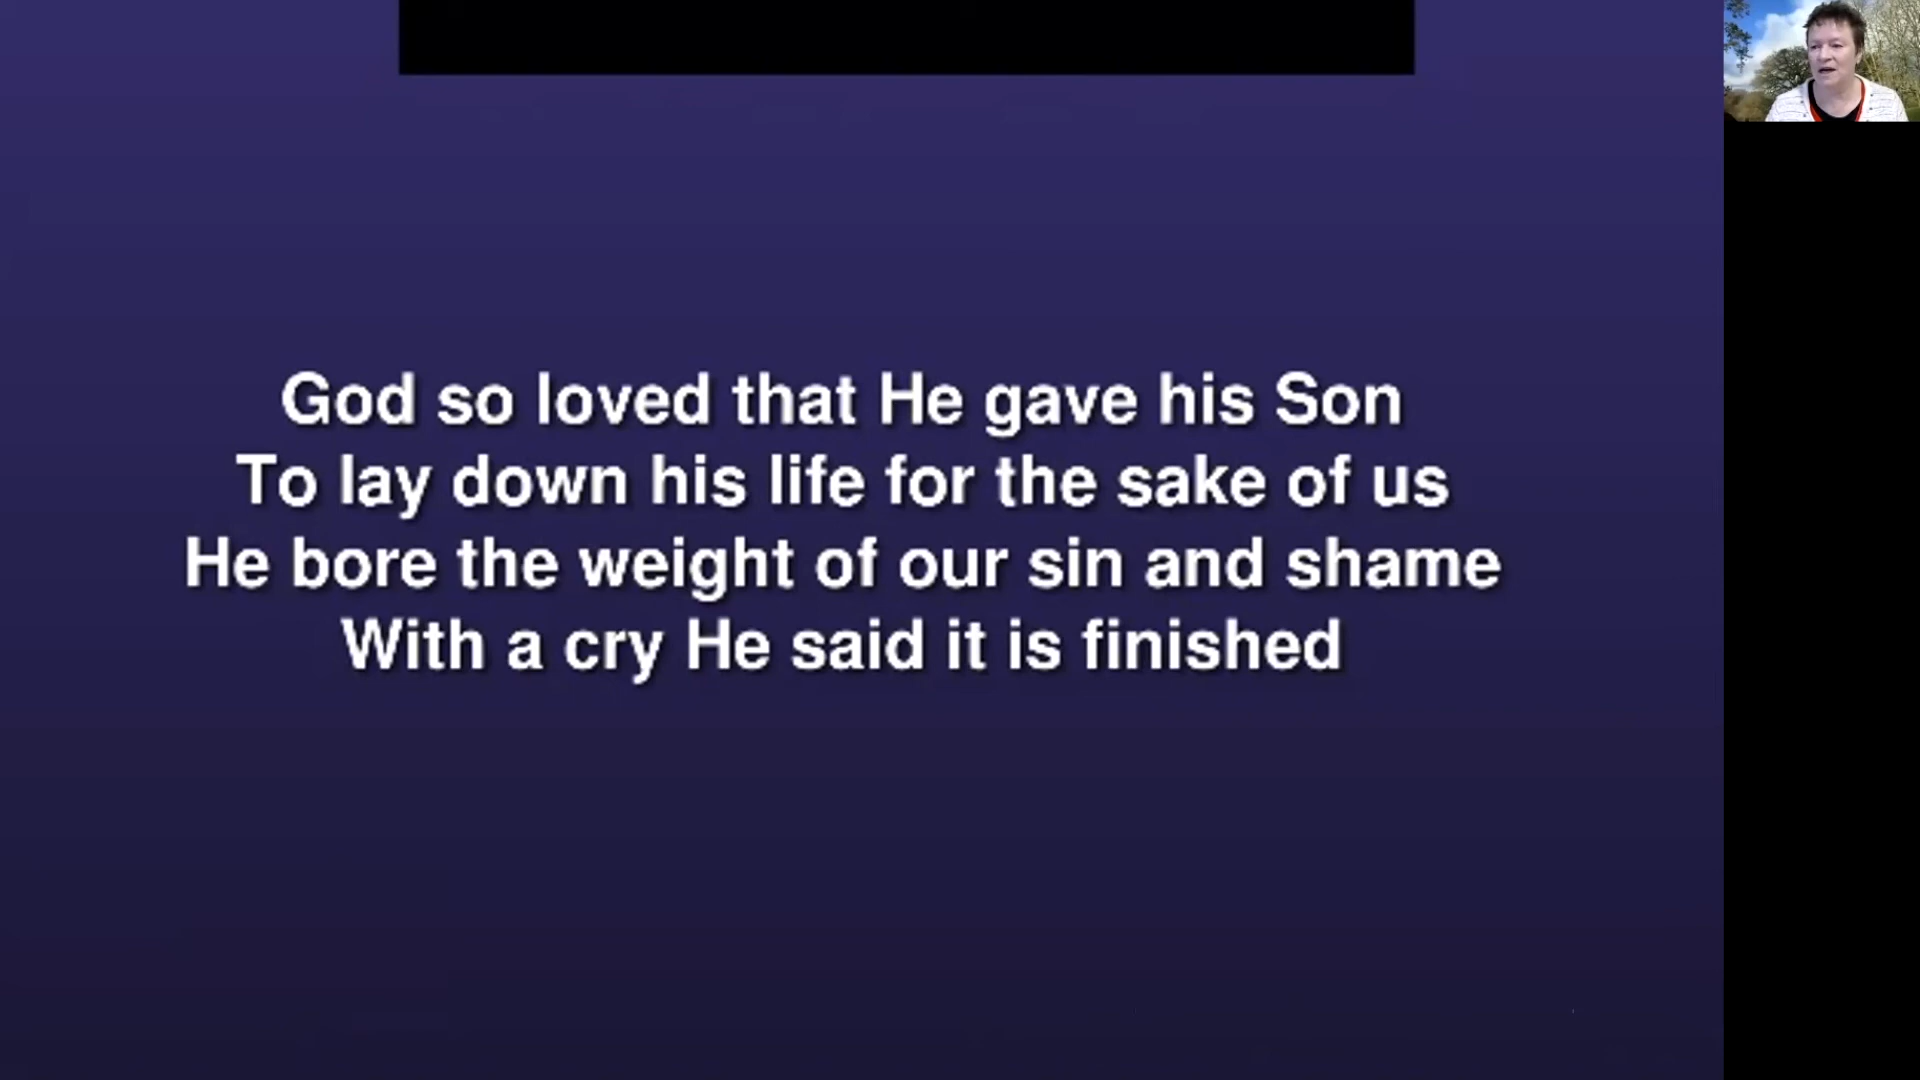 God so loved that He gave his Son
To lay down his life for the sake of us
He bore the weight of our sin and shame
With a cry He said it is finished